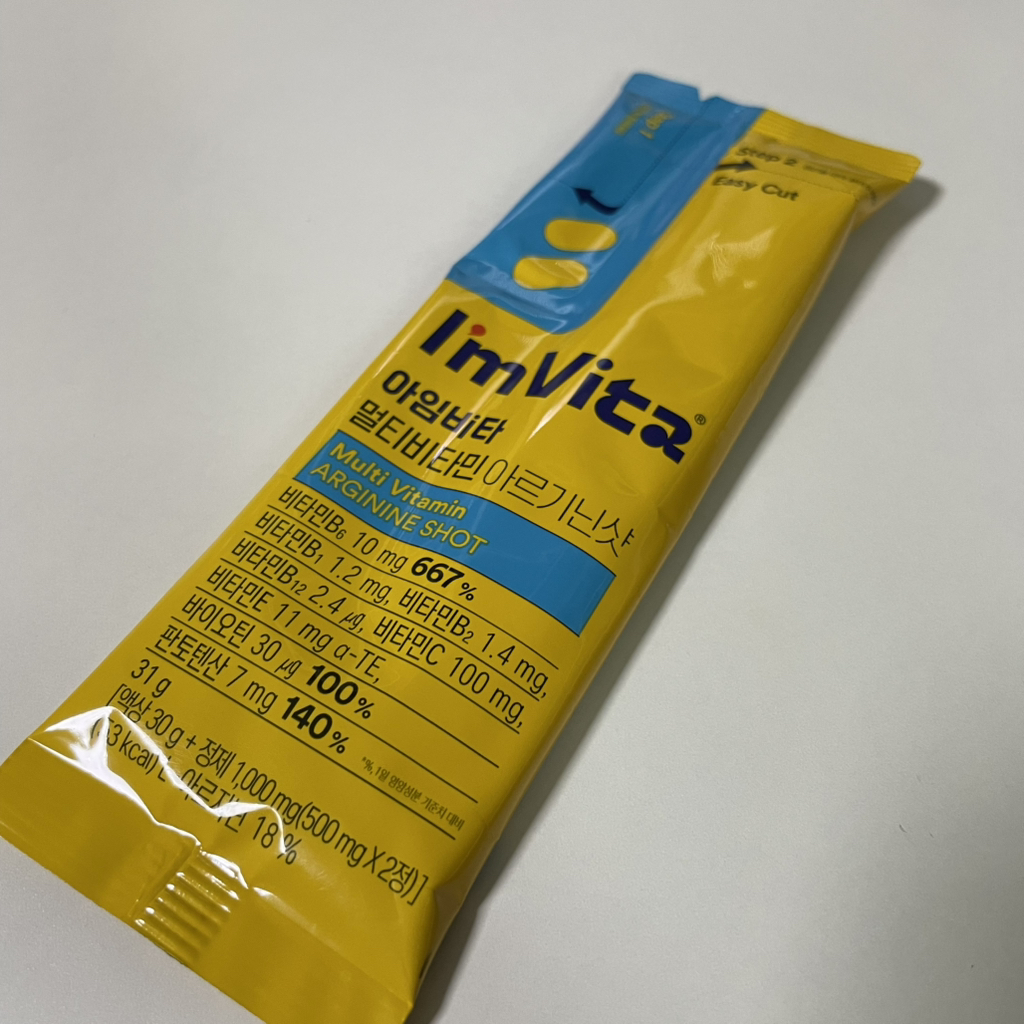 Step 2
Easy Cut
I'mVita®
아임비타
멀티비타민아르기닌샷
Multi Vitamin
ARGININE SHOT
비타민B₆ 10 mg 667%
비타민B₁ 1.2 mg, 비타민B₂ 1.4 mg,
비타민B₁₂ 2.4 μg, 비타민C 100 mg,
비타민E 11 mg α-TE,
바이오틴 30 μg 100%
판토텐산 7 mg 140%
*%, 1일 영양성분 기준치 대비
31 g
[액상 30 g + 정제 1,000 mg(500 mg X 2정)]
kcal) 아르지닌 18%